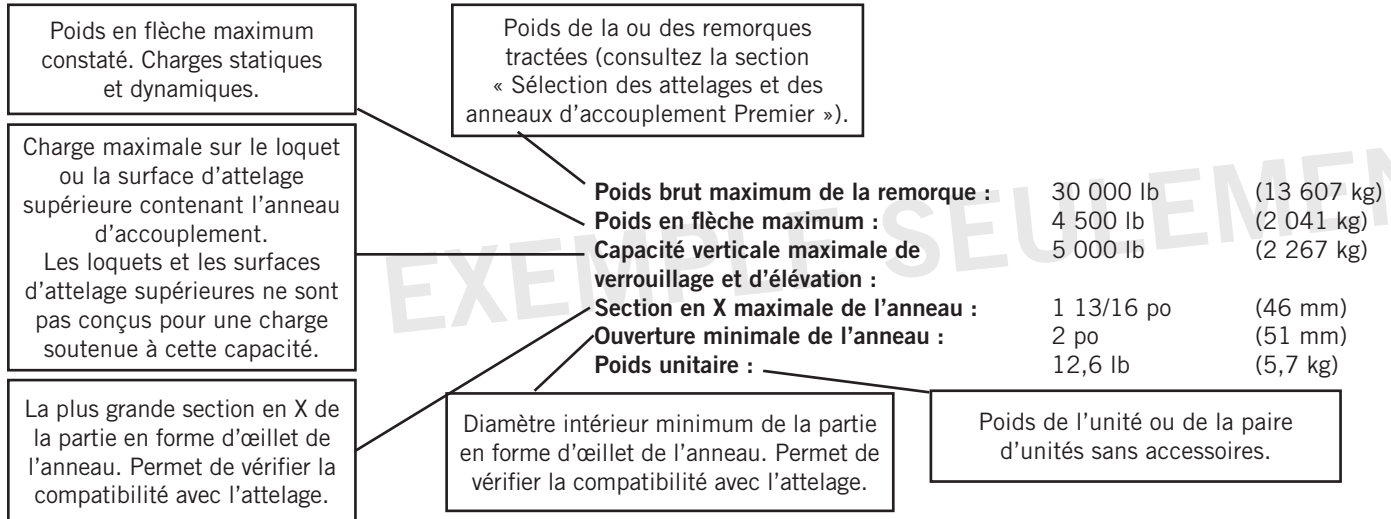 Poids en flèche maximum
constaté. Charges statiques
et dynamiques.
Poids de la ou des remorques
tractées (consultez la section
« Sélection des attelages et des
anneaux d'accouplement Premier »).
Charge maximale sur le loquet
ou la surface d'attelage
supérieure contenant l'anneau
d'accouplement.
Les loquets et les surfaces
d'attelage supérieures ne sont
pas conçus pour une charge
soutenue à cette capacité.
EXEMPLE SEULEMEN
Poids brut maximum de la remorque : 30 000 lb (13 607 kg)
Poids en flèche maximum : 4 500 lb (2 041 kg)
Capacité verticale maximale de 5 000 lb (2 267 kg)
verrouillage et d'élévation :
Section en X maximale de l'anneau : 1 13/16 po (46 mm)
Ouverture minimale de l'anneau : 2 po (51 mm)
Poids unitaire : 12,6 lb (5,7 kg)
La plus grande section en X de
la partie en forme d'œillet de
l'anneau. Permet de vérifier la
compatibilité avec l'attelage.
Diamètre intérieur minimum de la partie
en forme d'œillet de l'anneau. Permet de
vérifier la compatibilité avec l'attelage.
Poids de l'unité ou de la paire
d'unités sans accessoires.